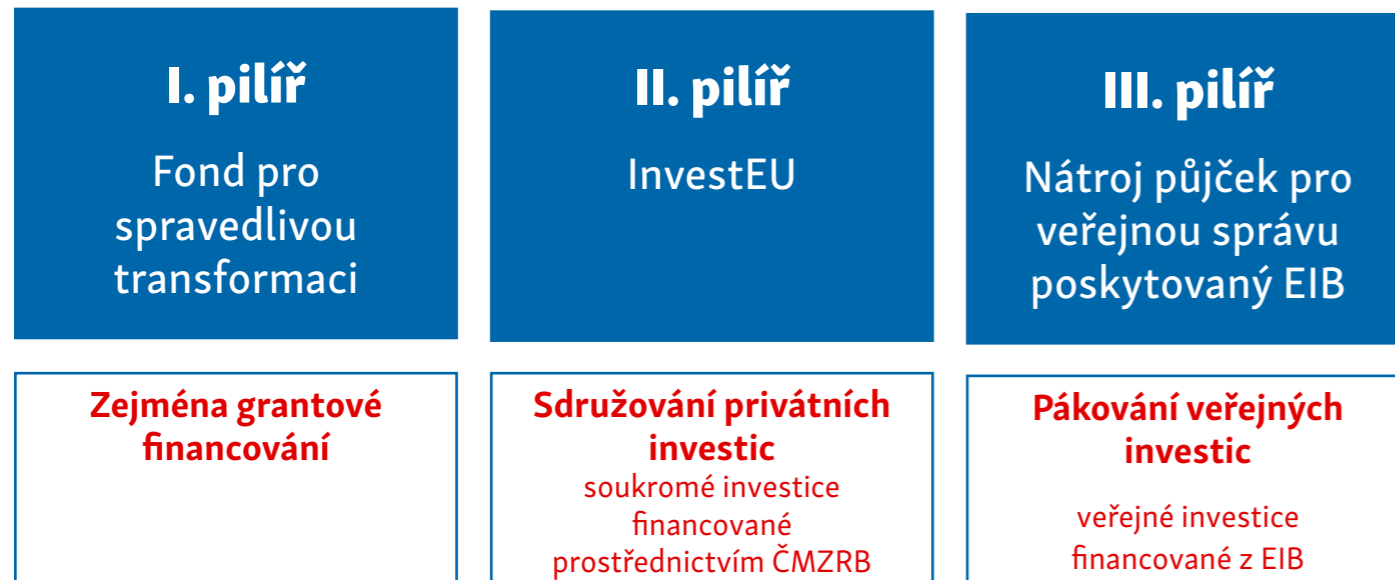 I. pilíř
Fond pro
spravedlivou
transformaci
Zejména grantové
financování
II. pilíř
InvestEU
Sdružování privátních
investic
soukromé investice
financované
prostřednictvím ČMZRB
III. pilíř
Nátroj půjček pro
veřejnou správu
poskytovaný EIB
Pákování veřejných
investic
veřejné investice
financované z EIB